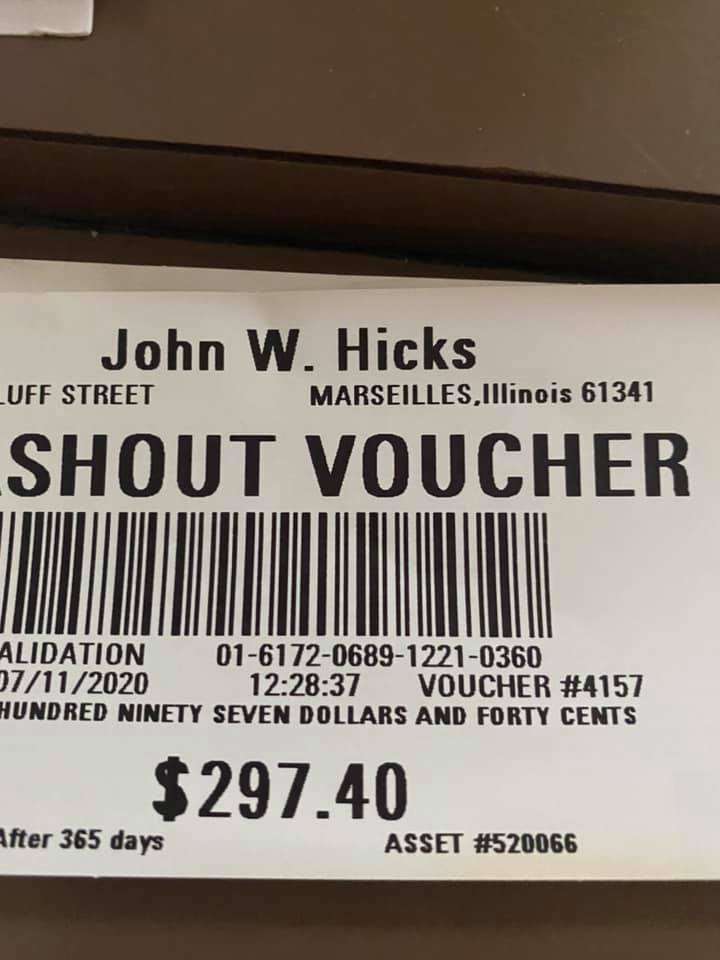 John W. Hicks
LUFF STREET MARSEILLES,Illinois 61341
ASHOUT VOUCHER
ALIDATION 01-6172-0689-1221-0360
07/11/2020 12:28:37 VOUCHER #4157
HUNDRED NINETY SEVEN DOLLARS AND FORTY CENTS
$297.40
After 365 days ASSET #520066